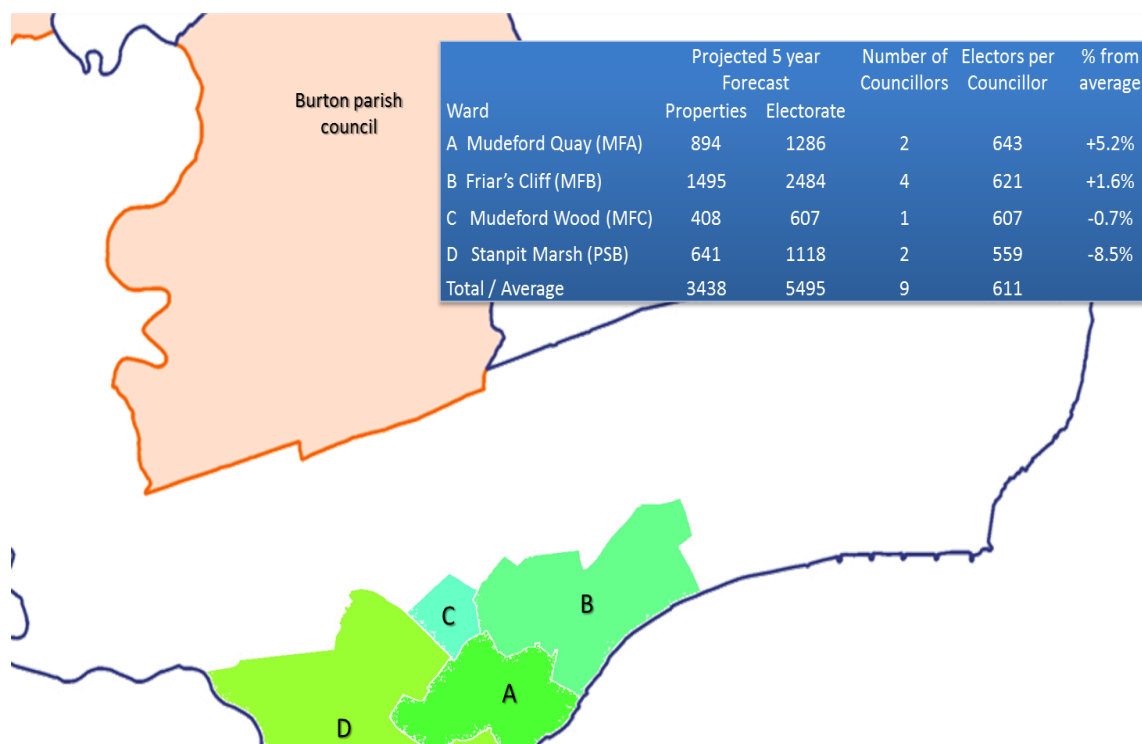 Burton parish
council
Projected 5 year Number of Electors per % from
Forecast Councillors Councillor average
Ward Properties Electorate
A Mudeford Quay (MFA) 894 1286 2 643 +5.2%
B Friar's Cliff (MFB) 1495 2484 4 621 +1.6%
C Mudeford Wood (MFC) 408 607 1 607 -0.7%
D Stanpit Marsh (PSB) 641 1118 2 559 -8.5%
Total / Average 3438 5495 9 611
C
B
A
D